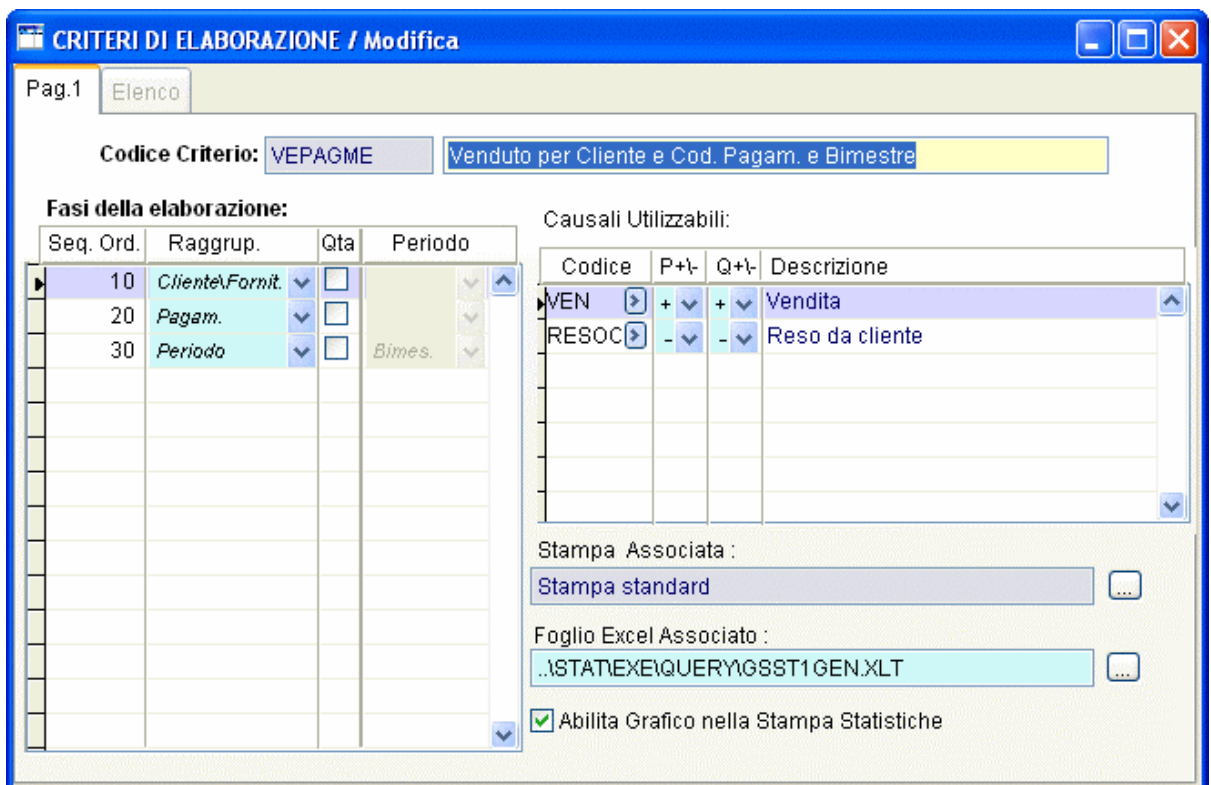 CRITERI DI ELABORAZIONE / Modifica
Pag.1 Elenco
Codice Criterio: VEPAGME Venduto per Cliente e Cod. Pagam. e Bimestre
Fasi della elaborazione:
Seq. Ord. Raggrup. Qta Periodo
10 Cliente\Fornit.
20 Pagam.
30 Periodo Bimes.
Causali Utilizzabili:
Codice P+\- Q+\- Descrizione
VEN + + Vendita
RESOC - - Reso da cliente
Stampa Associata :
Stampa standard
...
Foglio Excel Associato :
..\STAT\EXE\QUERY\GSST1GEN.XLT
...
Abilita Grafico nella Stampa Statistiche